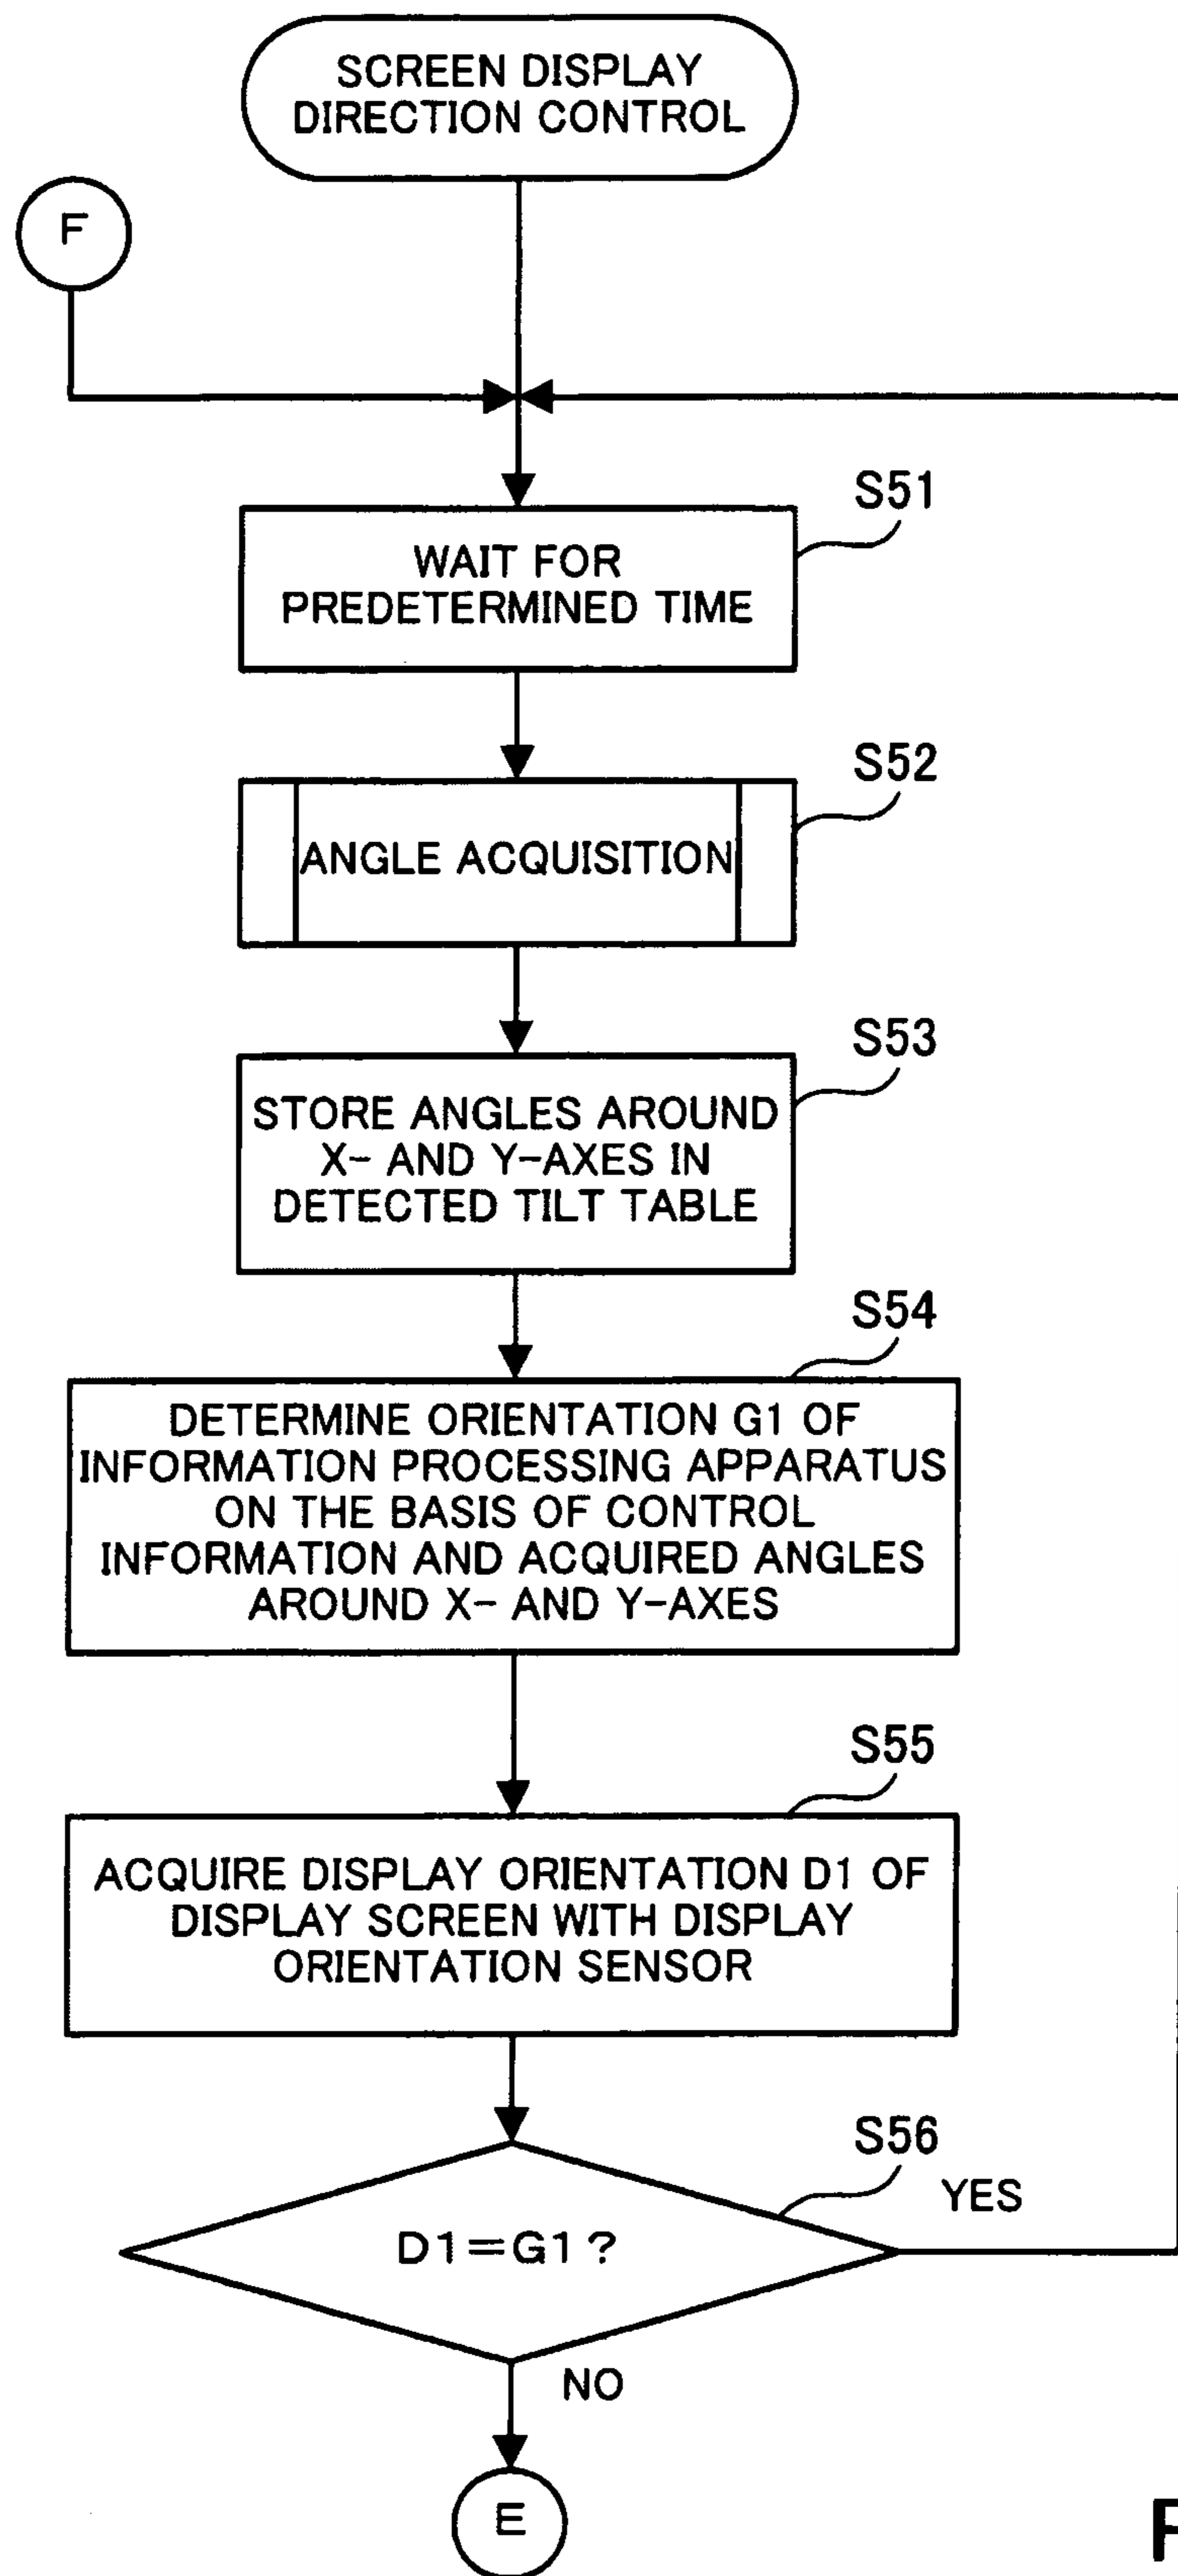 SCREEN DISPLAY
DIRECTION CONTROL
F
S51
WAIT FOR
PREDETERMINED TIME
S52
ANGLE ACQUISITION
S53
STORE ANGLES AROUND
X- AND Y-AXES IN
DETECTED TILT TABLE
S54
DETERMINE ORIENTATION G1 OF
INFORMATION PROCESSING APPARATUS
ON THE BASIS OF CONTROL
INFORMATION AND ACQUIRED ANGLES
AROUND X- AND Y-AXES
S55
ACQUIRE DISPLAY ORIENTATION D1 OF
DISPLAY SCREEN WITH DISPLAY
ORIENTATION SENSOR
S56
YES
D1=G1?
NO
E